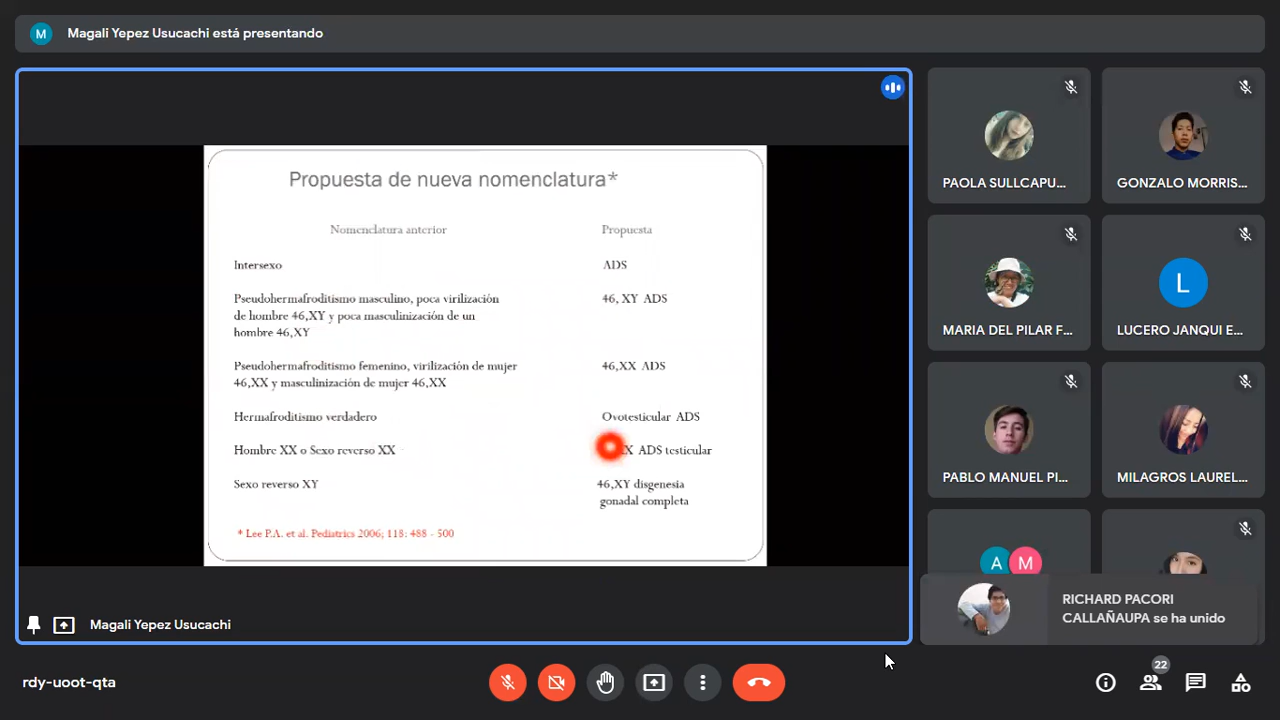 M Magali Yepez Usucachi está presentando
Propuesta de nueva nomenclatura*
Nomenclatura anterior Propuesta
Intersexo ADS
Pseudohermafroditismo masculino, poca virilización 46, XY ADS
de hombre 46,XY y poca masculinización de un
hombre 46,XY
Pseudohermafroditismo femenino, virilización de mujer 46,XX ADS
46,XX y masculinización de mujer 46,XX
Hermafroditismo verdadero Ovotesticular ADS
Hombre XX o Sexo reverso XX ADS testicular
Sexo reverso XY 46,XY disgenesia
gonadal completa
* Lee P.A. et al. Pediatrics 2006; 118: 488 - 500
Magali Yepez Usucachi
PAOLA SULLCAPU...
GONZALO MORRIS...
MARIA DEL PILAR F...
L
LUCERO JANQUI E...
PABLO MANUEL PI...
MILAGROS LAUREL...
A M
RICHARD PACORI
CALLAÑAUPA se ha unido
rdy-uoot-qta
22